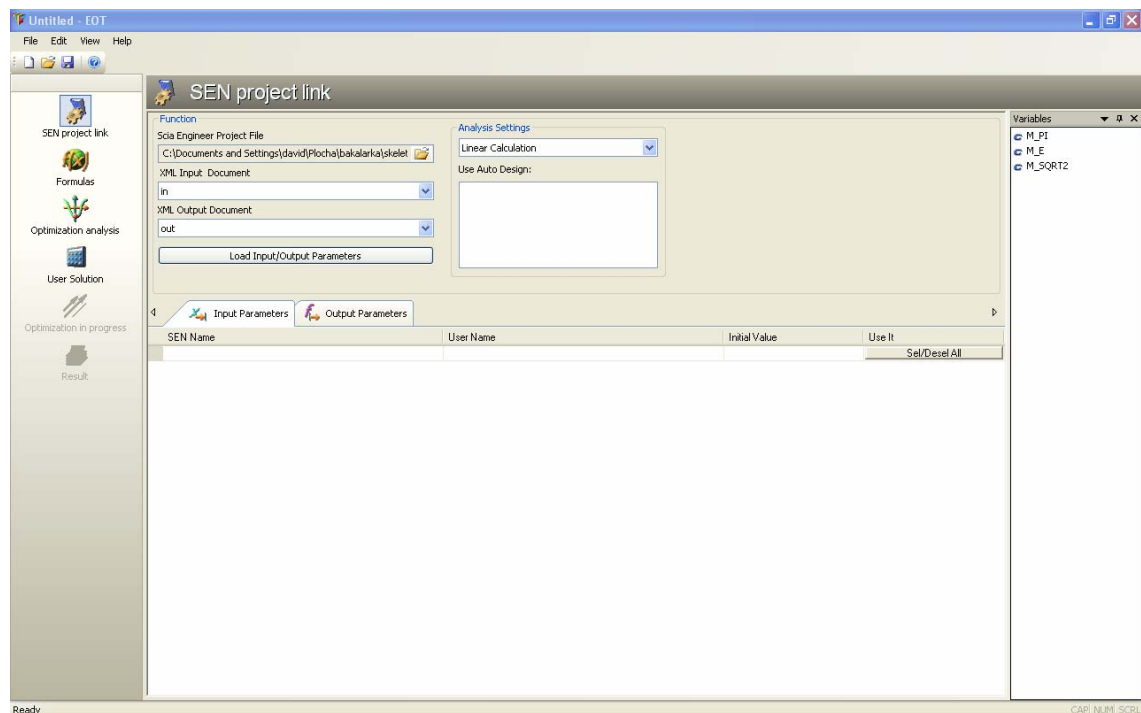 Untitled - EOT
File Edit View Help
SEN project link
Formulas
Optimization analysis
User Solution
Optimization in progress
Result
SEN project link
Function
Scia Engineer Project File
C:\Documents and Settings\david\Plocha\bakalarka\skelet
XML Input Document
in
XML Output Document
out
Load Input/Output Parameters
Analysis Settings
Linear Calculation
Use Auto Design:
Input Parameters Output Parameters
SEN Name User Name Initial Value Use It
Sel/Desel All
Variables
M_PI
M_E
M_SQRT2
Ready
CAP NUM SCRL